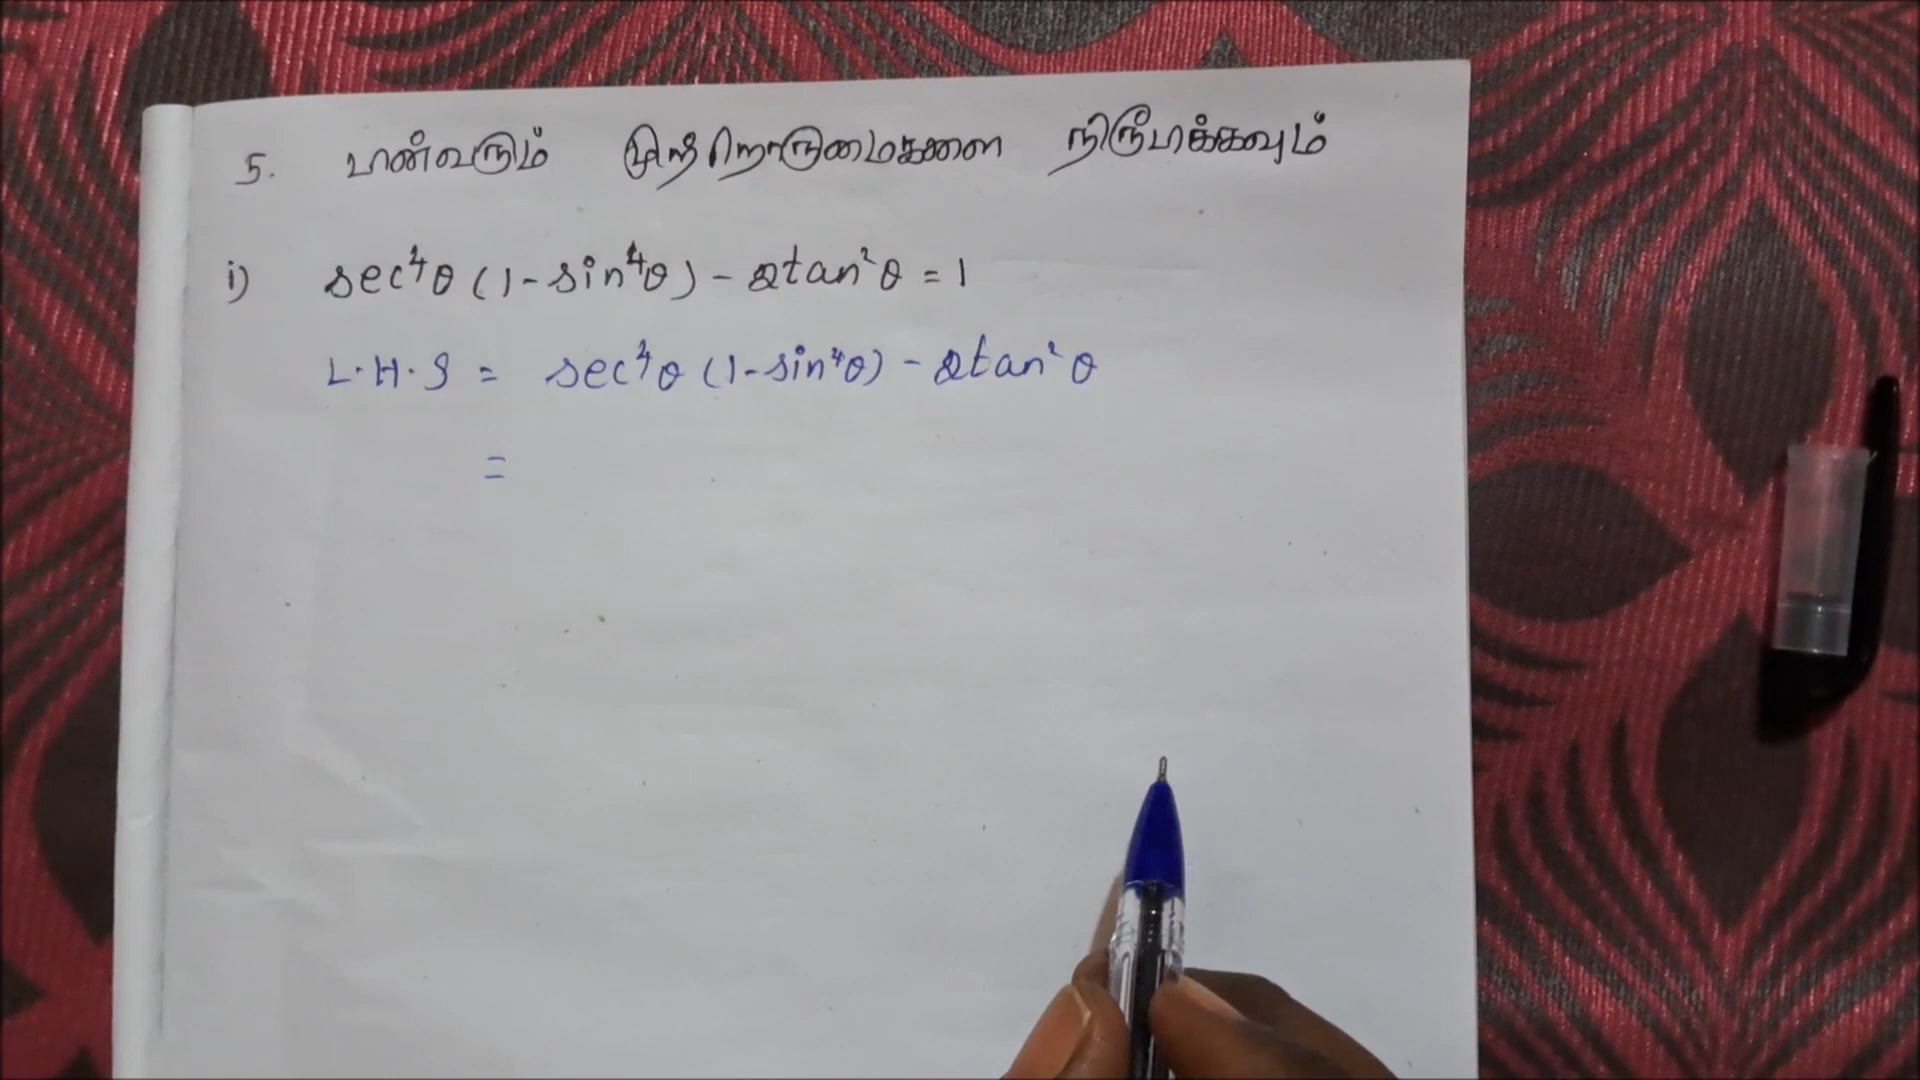 5. பின்வரும் முற்றொருமைகளை நிரூபிக்கவும்
i) sec⁴θ (1 - sin⁴θ) - 2tan²θ = 1
L.H.S = sec⁴θ (1 - sin⁴θ) - 2tan²θ
=